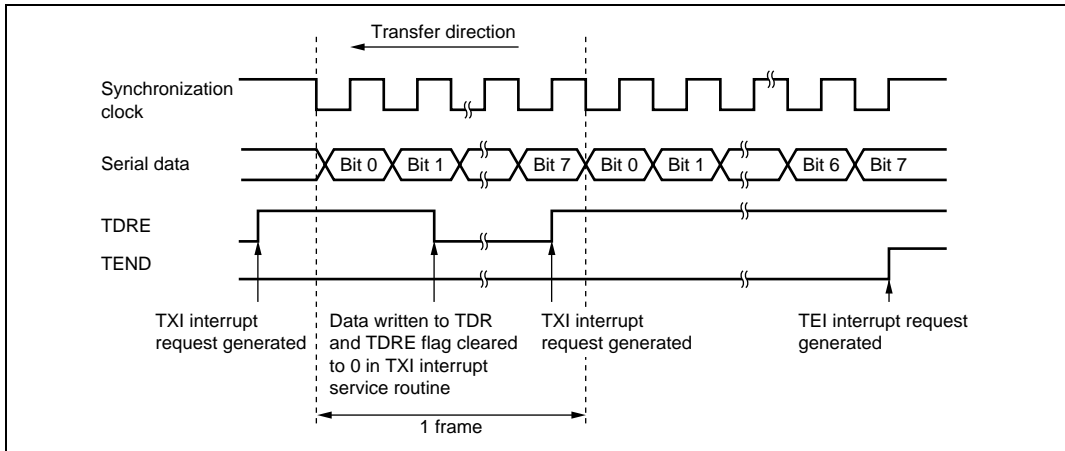 Transfer direction
Synchronization
clock
Serial data
Bit 0 Bit 1 Bit 7 Bit 0 Bit 1 Bit 6 Bit 7
TDRE
TEND
TXI interrupt
request generated
Data written to TDR
and TDRE flag cleared
to 0 in TXI interrupt
service routine
TXI interrupt
request generated
TEI interrupt request
generated
1 frame